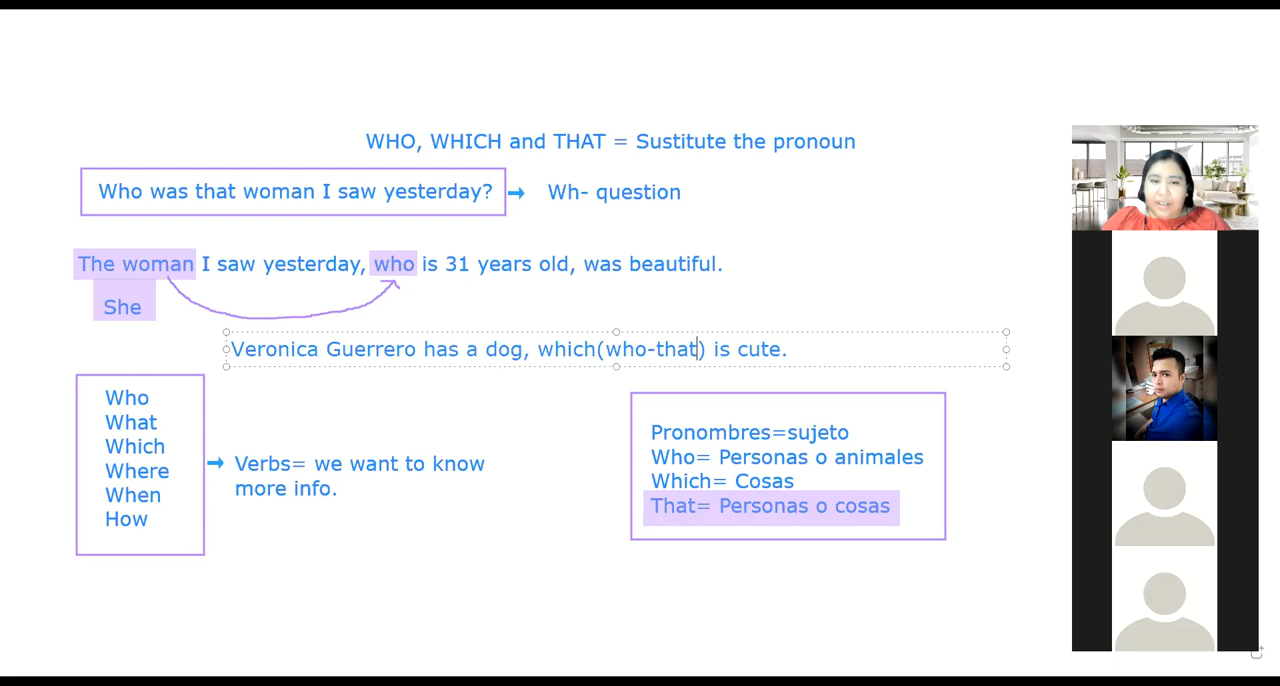 WHO, WHICH and THAT = Sustitute the pronoun
Who was that woman I saw yesterday?
Wh- question
The woman I saw yesterday, who is 31 years old, was beautiful.
She
Veronica Guerrero has a dog, which(who-that) is cute.
Who
What
Which
Where
When
How
Verbs= we want to know
more info.
Pronombres=sujeto
Who= Personas o animales
Which= Cosas
That= Personas o cosas